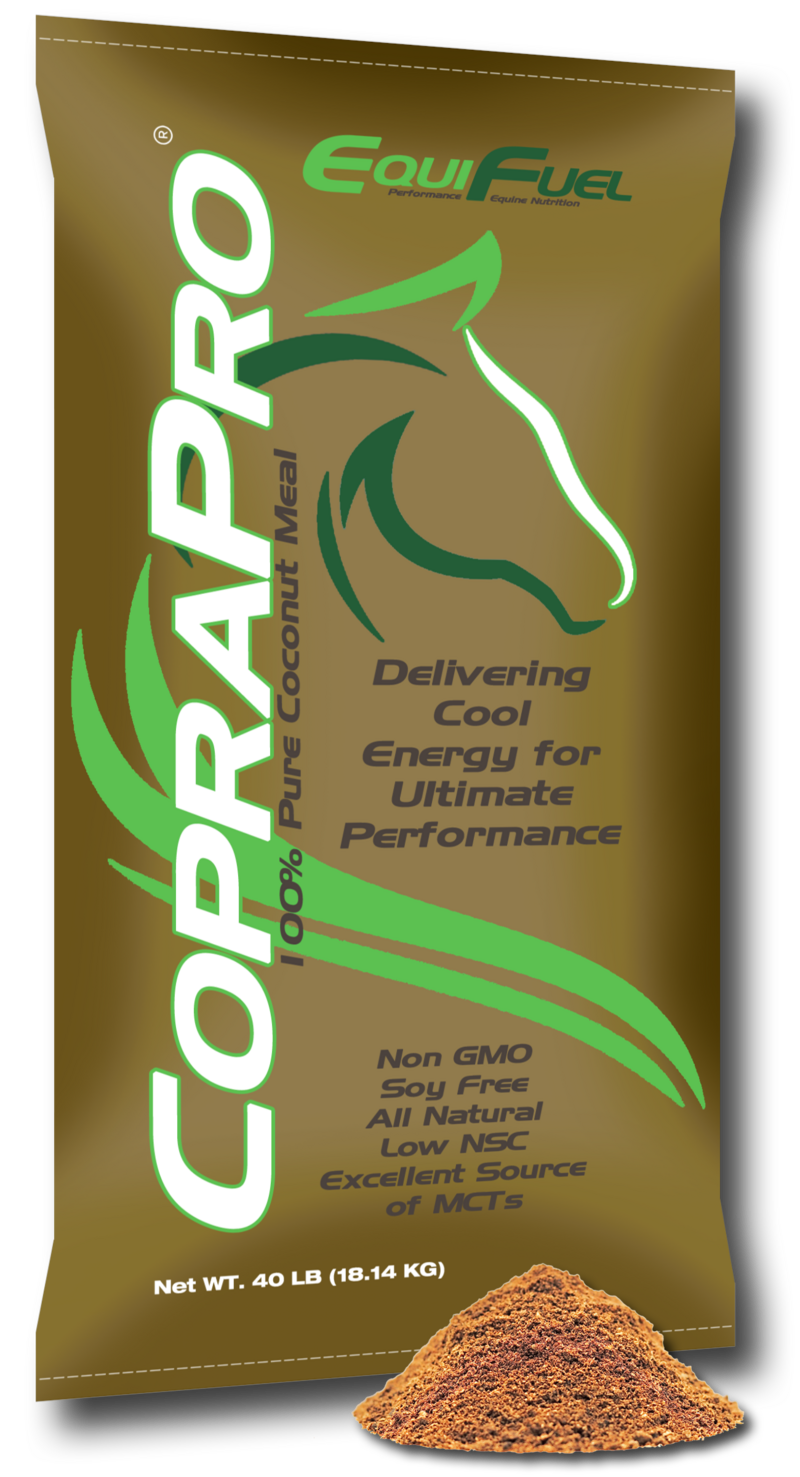 EQUIFUEL
Performance Equine Nutrition
COPRAPRO®
100% Pure Coconut Meal
Delivering
Cool
Energy for
Ultimate
Performance
Non GMO
Soy Free
All Natural
Low NSC
Excellent Source
of MCTs
Net WT. 40 LB (18.14 KG)